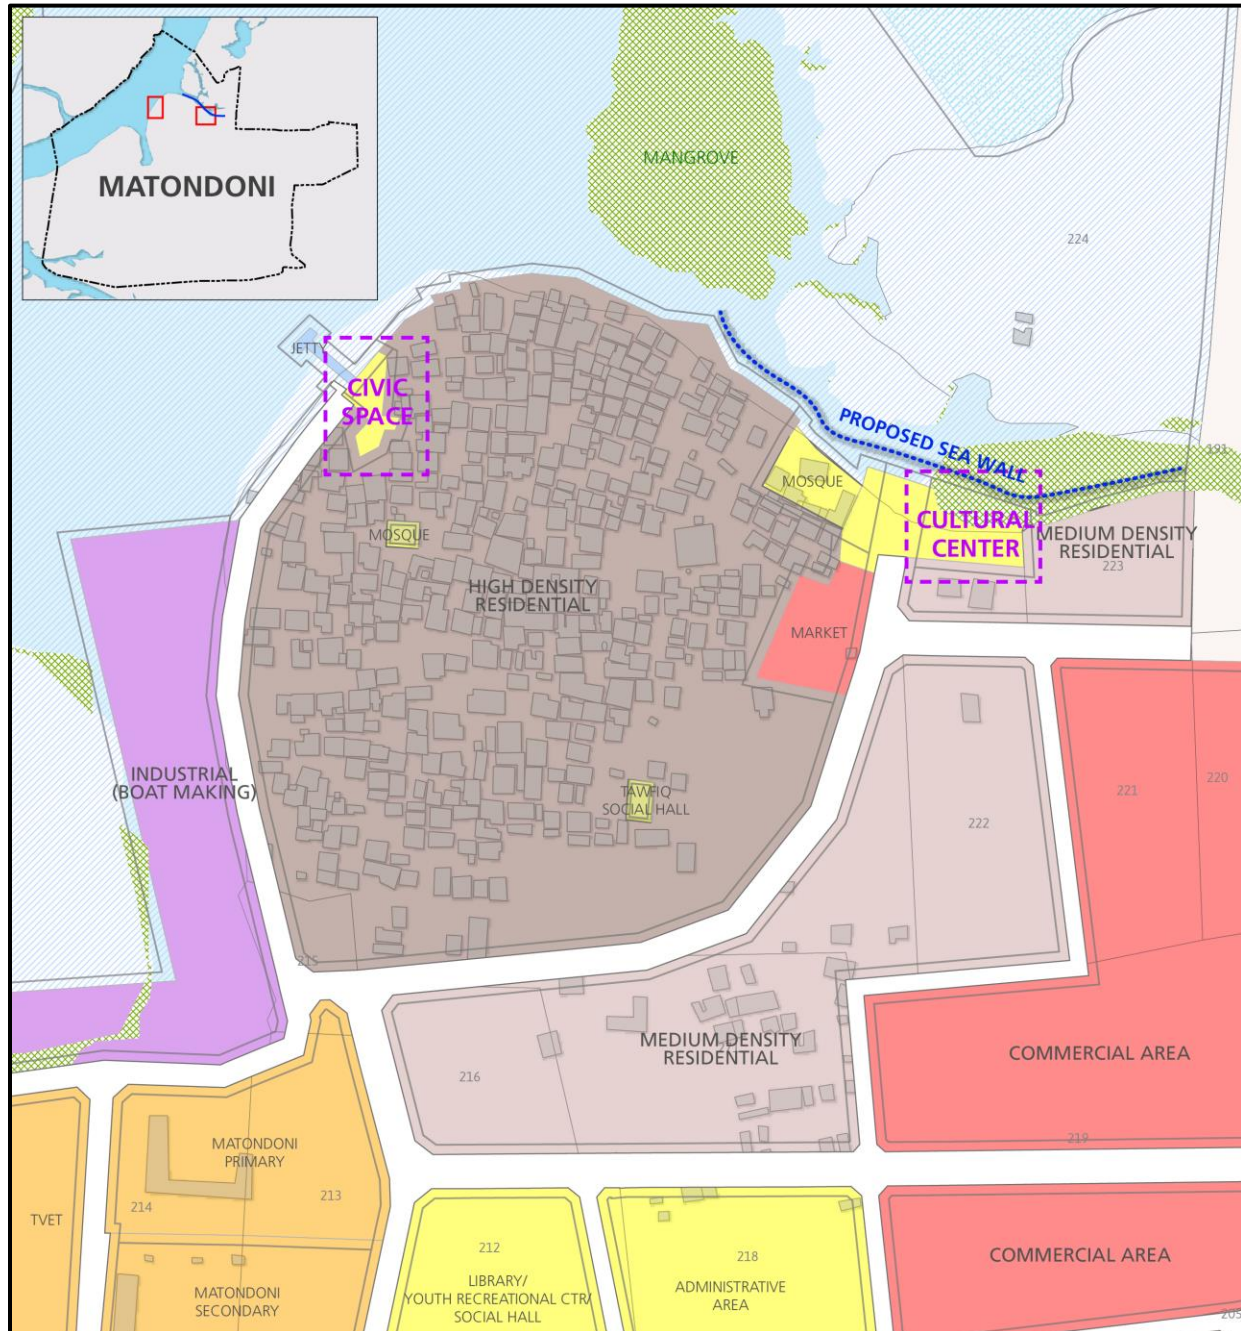 MATONDONI
MANGROVE
224
JETTY
CIVIC
SPACE
PROPOSED SEA WALL
191
MOSQUE
MOSQUE
CULTURAL
CENTER
MEDIUM DENSITY
RESIDENTIAL
223
HIGH DENSITY
RESIDENTIAL
MARKET
INDUSTRIAL
(BOAT MAKING)
TAWFIQ
SOCIAL HALL
221
220
222
215
MEDIUM DENSITY
RESIDENTIAL
216
COMMERCIAL AREA
219
MATONDONI
PRIMARY
214
213
TVET
212
LIBRARY/
YOUTH RECREATIONAL CTR/
SOCIAL HALL
218
ADMINISTRATIVE
AREA
COMMERCIAL AREA
MATONDONI
SECONDARY
205